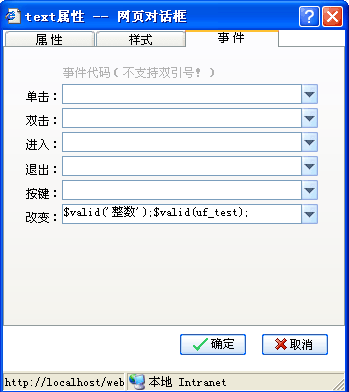 text属性 -- 网页对话框
属性 样式 事件
事件代码(不支持双引号!)
单击:
双击:
进入:
退出:
按键:
改变: $valid('整数');$valid(uf_test);
确定 取消
http://localhost/web 本地 Intranet